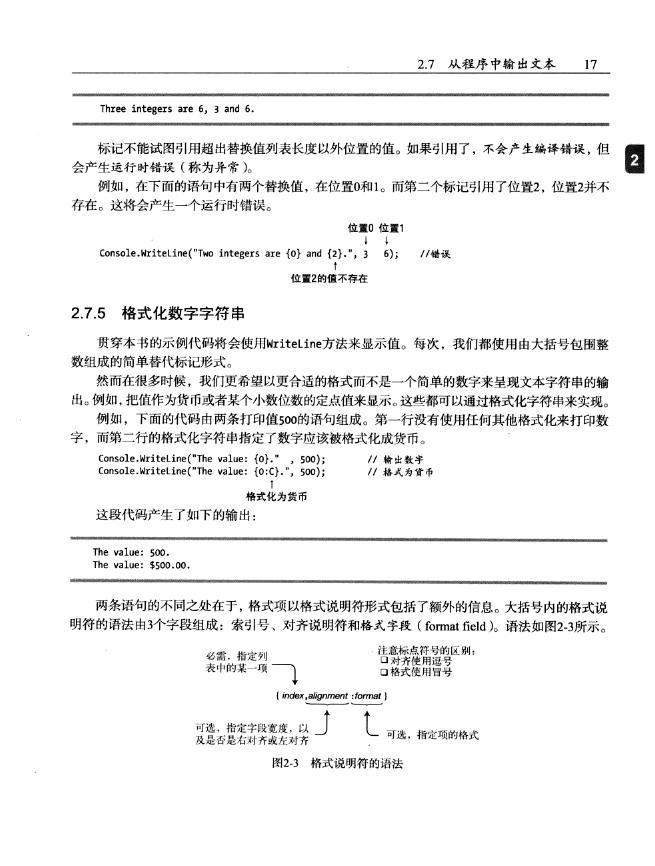 2.7 从程序中输出文本 17
Three integers are 6, 3 and 6.
标记不能试图引用超出替换值列表长度以外位置的值。如果引用了，不会产生编译错误，但
会产生运行时错误（称为异常）。
2
例如，在下面的语句中有两个替换值，在位置0和1。而第二个标记引用了位置2，位置2并不
存在。这将会产生一个运行时错误。
位置0 位置1
↓ ↓
Console.WriteLine("Two integers are {0} and {2}.", 3 6); //错误
↑
位置2的值不存在
2.7.5 格式化数字字符串
贯穿本书的示例代码将会使用WriteLine方法来显示值。每次，我们都使用由大括号包围整
数组成的简单替代标记形式。
然而在很多时候，我们更希望以更合适的格式而不是一个简单的数字来呈现文本字符串的输
出。例如，把值作为货币或者某个小数位数的定点值来显示。这些都可以通过格式化字符串来实现。
例如，下面的代码由两条打印值500的语句组成。第一行没有使用任何其他格式化来打印数
字，而第二行的格式化字符串指定了数字应该被格式化成货币。
Console.WriteLine("The value: {0}." , 500); // 输出数字
Console.WriteLine("The value: {0:C}.", 500); // 格式为货币
↑
格式化为货币
这段代码产生了如下的输出：
The value: 500.
The value: $500.00.
两条语句的不同之处在于，格式项以格式说明符形式包括了额外的信息。大括号内的格式说
明符的语法由3个字段组成：索引号、对齐说明符和格式字段（format field）。语法如图2-3所示。
必需，指定列
表中的某一项
注意标点符号的区别：
❑对齐使用逗号
❑格式使用冒号
{ index,alignment :format }
可选，指定字段宽度，以
及是否是右对齐或左对齐
可选，指定项的格式
图2-3 格式说明符的语法